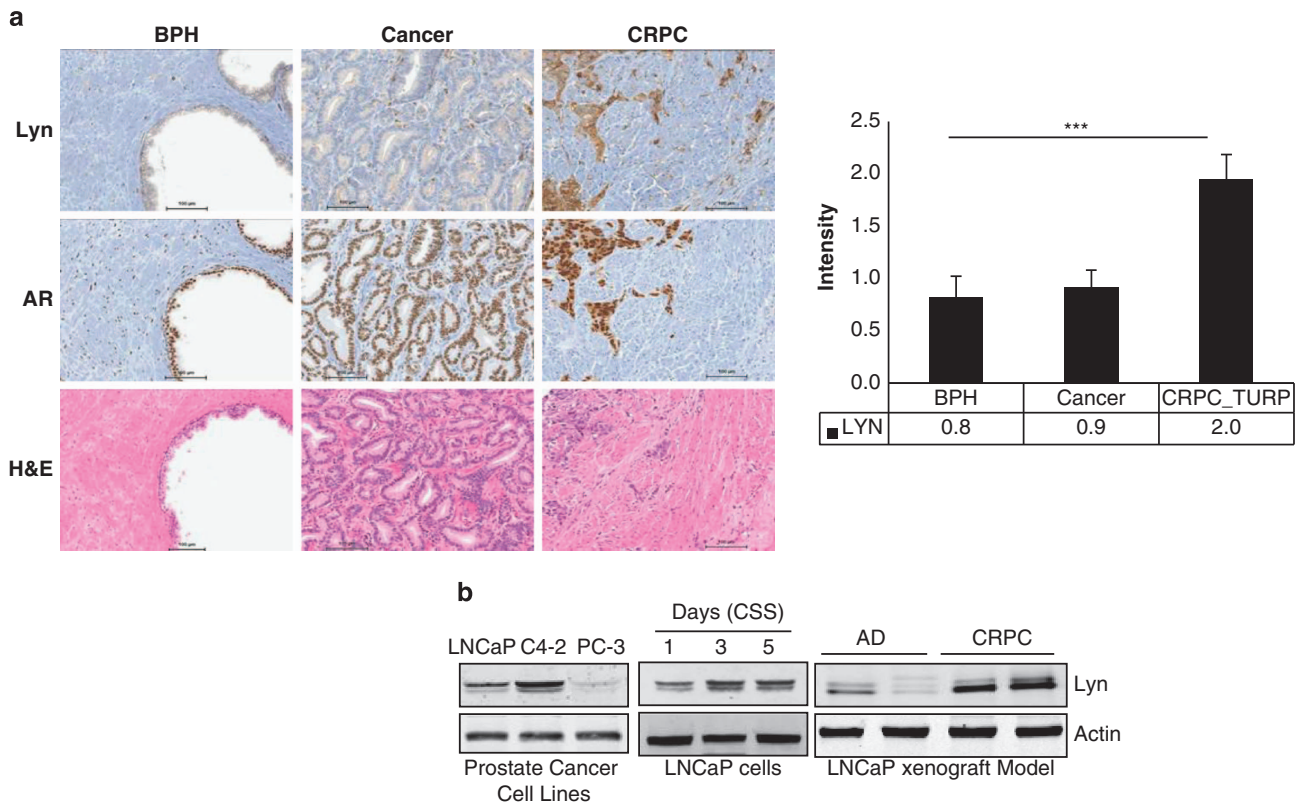 a
BPH Cancer CRPC
Lyn
AR
H&E
100 µm
2.5
***
2.0
1.5
1.0
0.5
0.0
Intensity
BPH Cancer CRPC_TURP
LYN 0.8 0.9 2.0
b
Days (CSS)
LNCaP C4-2 PC-3
1 3 5
AD CRPC
Lyn
Actin
Prostate Cancer
Cell Lines
LNCaP cells
LNCaP xenograft Model